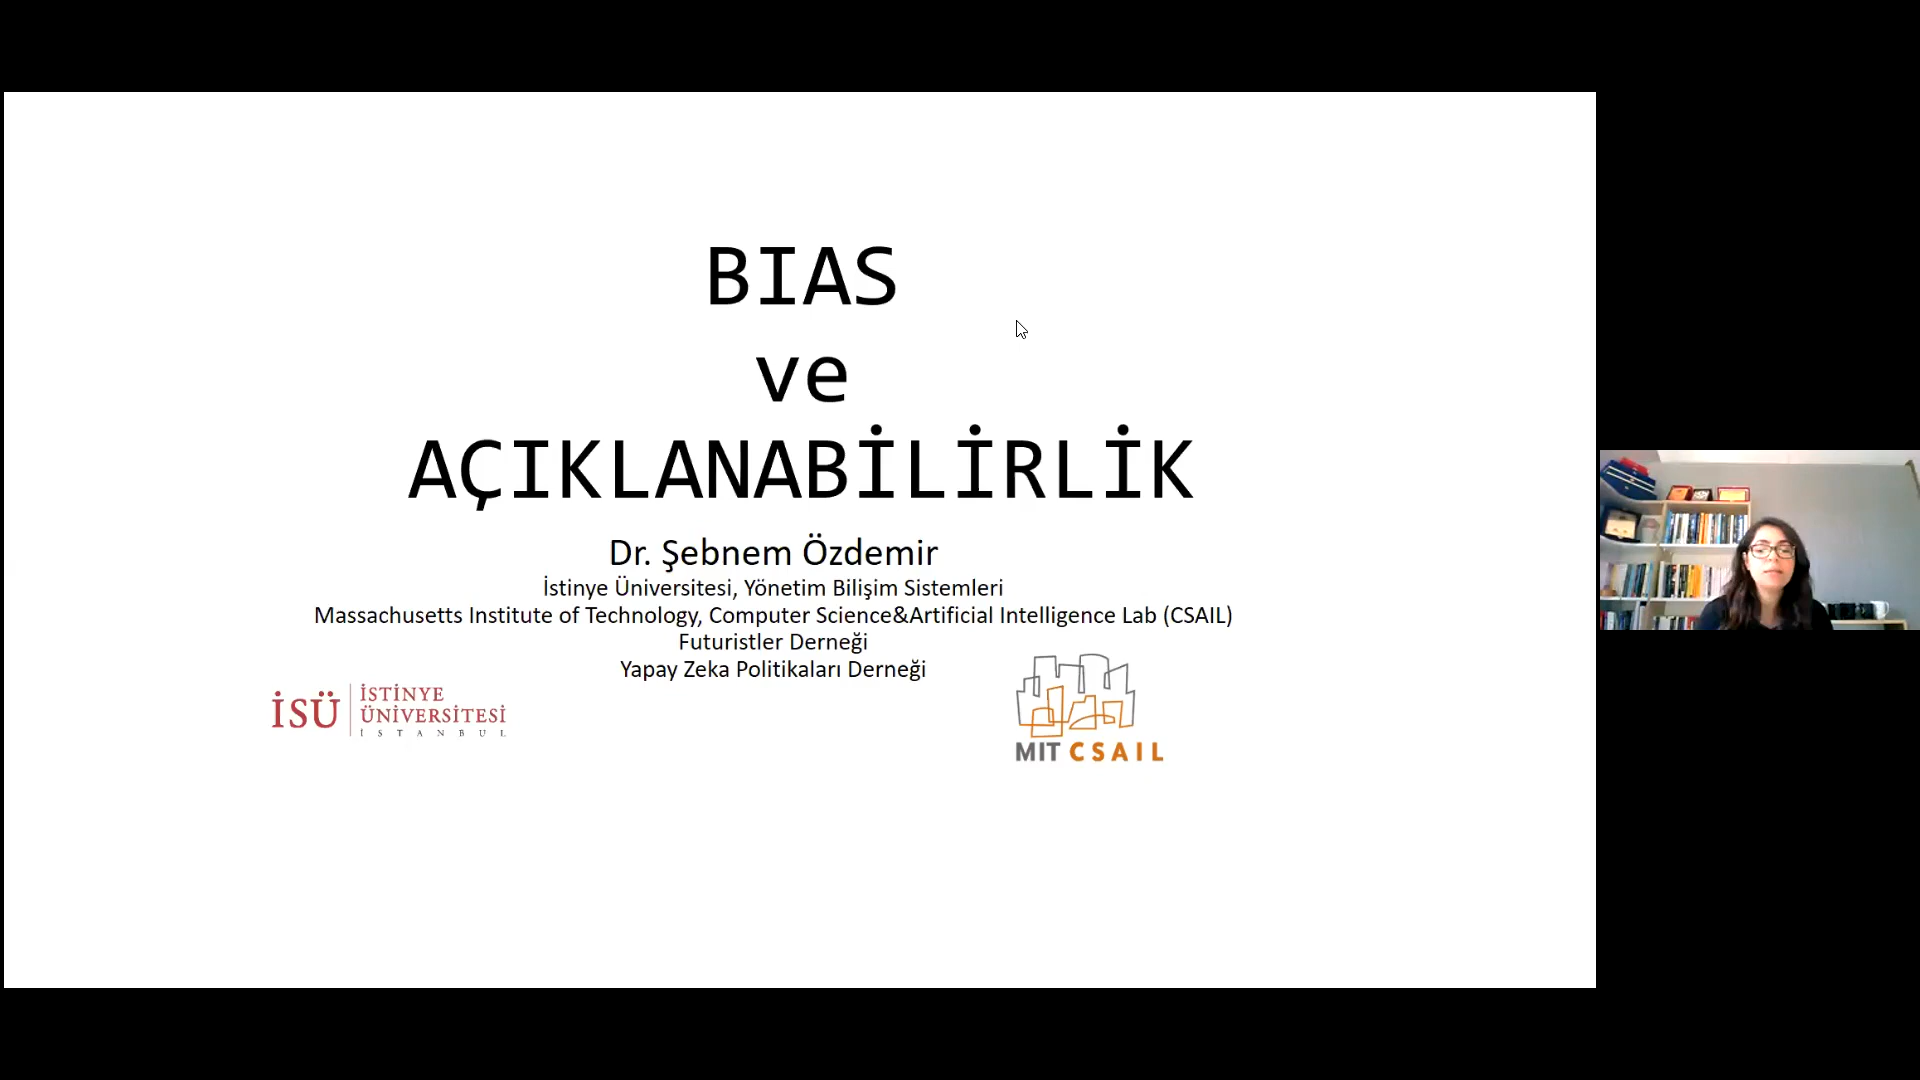 BIAS
ve
AÇIKLANABİLİRLİK
Dr. Şebnem Özdemir
İstinye Üniversitesi, Yönetim Bilişim Sistemleri
Massachusetts Institute of Technology, Computer Science&Artificial Intelligence Lab (CSAIL)
Futuristler Derneği
Yapay Zeka Politikaları Derneği
İSÜ
İSTİNYE
ÜNİVERSİTESİ
İSTANBUL
MIT CSAIL